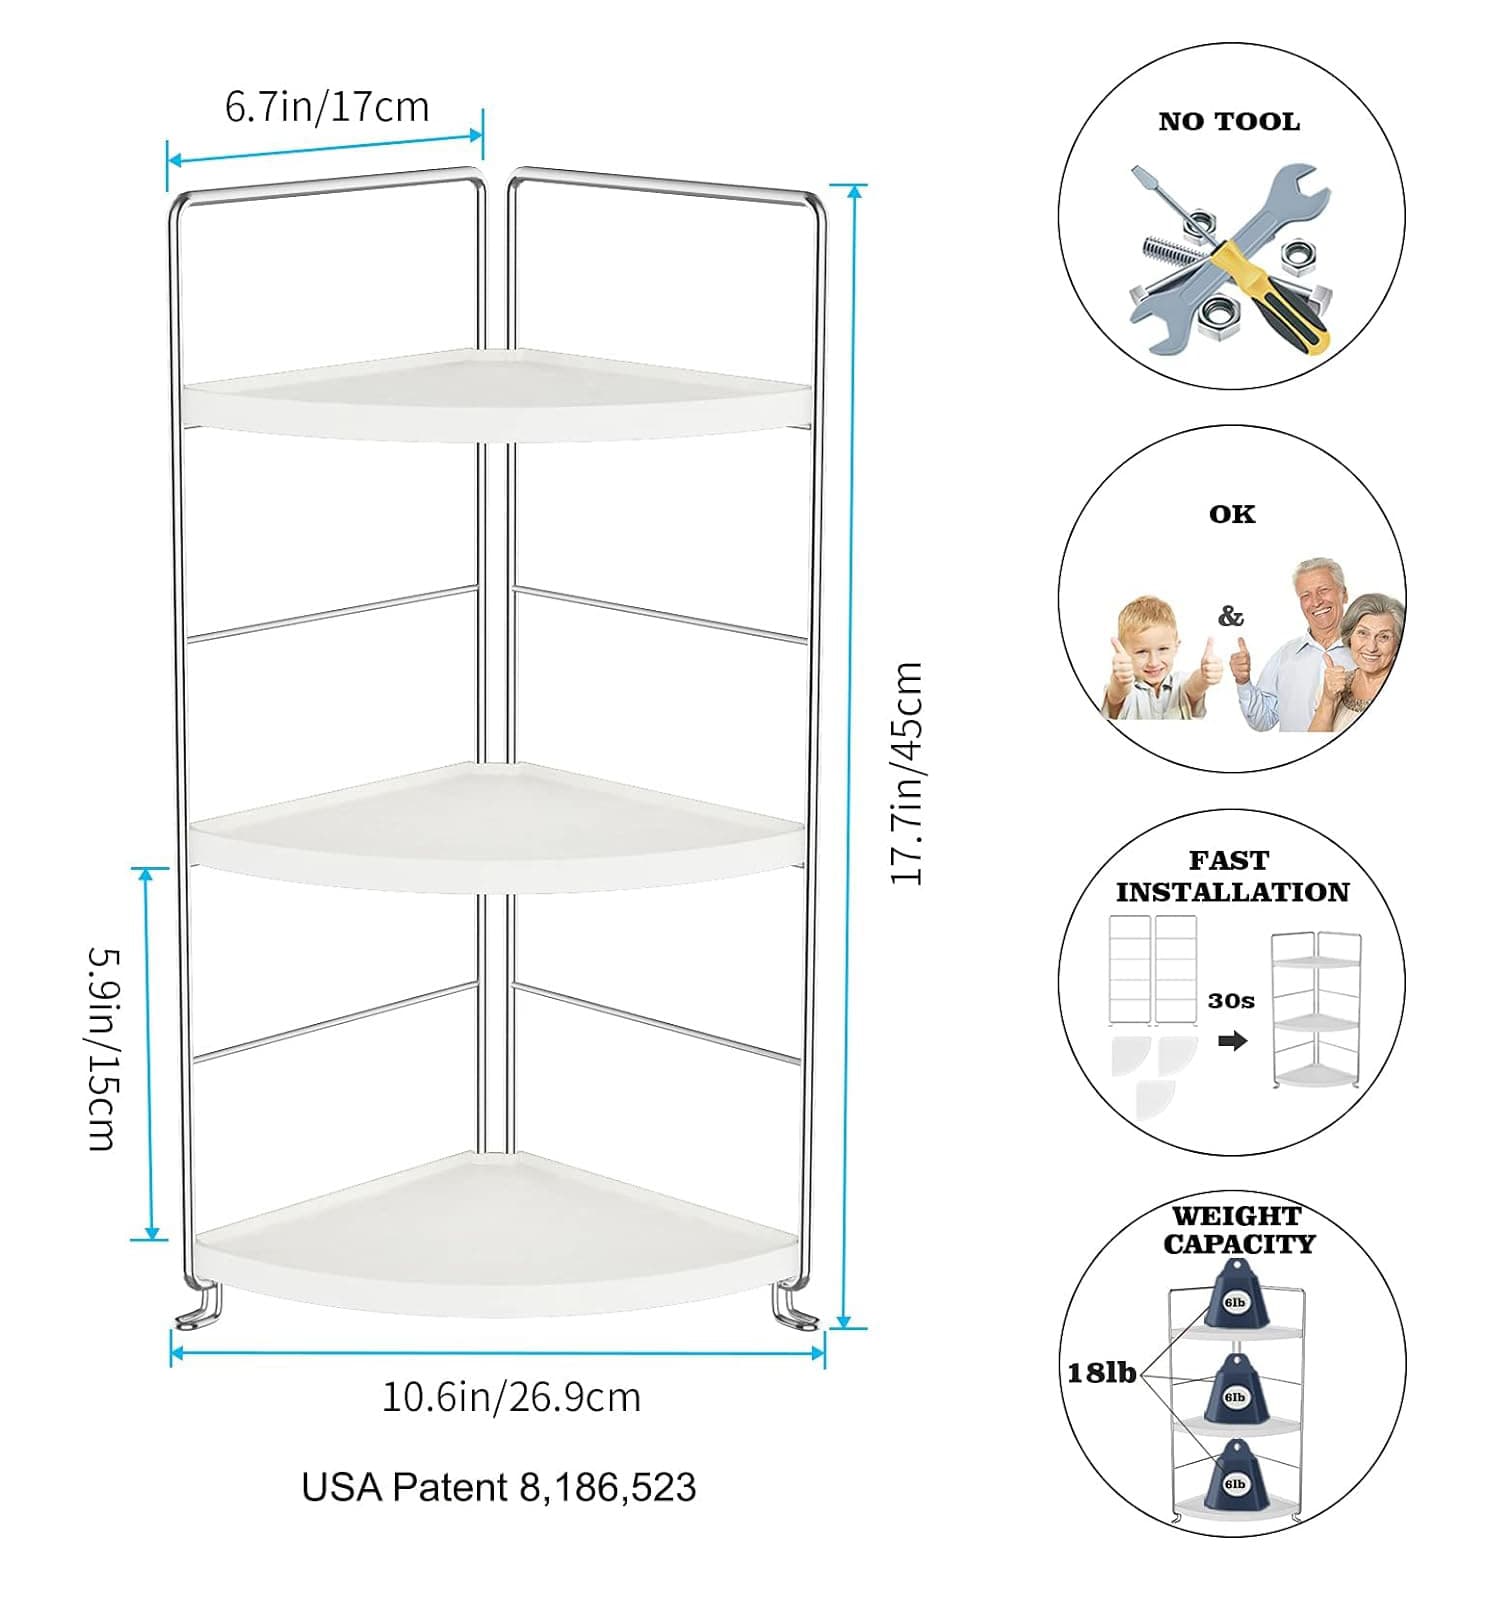 6.7in/17cm
17.7in/45cm
5.9in/15cm
10.6in/26.9cm
USA Patent 8,186,523
NO TOOL
OK
&
FAST
INSTALLATION
30s
WEIGHT
CAPACITY
6lb
18lb
6lb
6lb